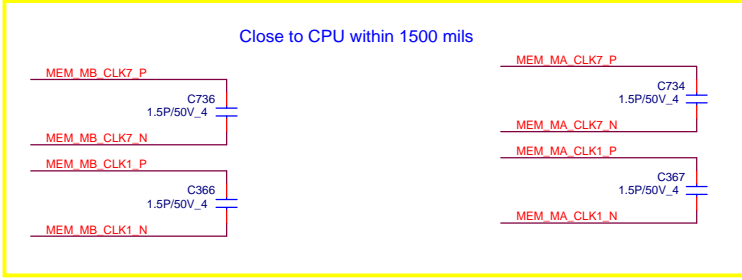 Close to CPU within 1500 mils
MEM_MB_CLK7_P
C736
1.5P/50V_4
MEM_MB_CLK7_N
MEM_MB_CLK1_P
C366
1.5P/50V_4
MEM_MB_CLK1_N
MEM_MA_CLK7_P
C734
1.5P/50V_4
MEM_MA_CLK7_N
MEM_MA_CLK1_P
C367
1.5P/50V_4
MEM_MA_CLK1_N